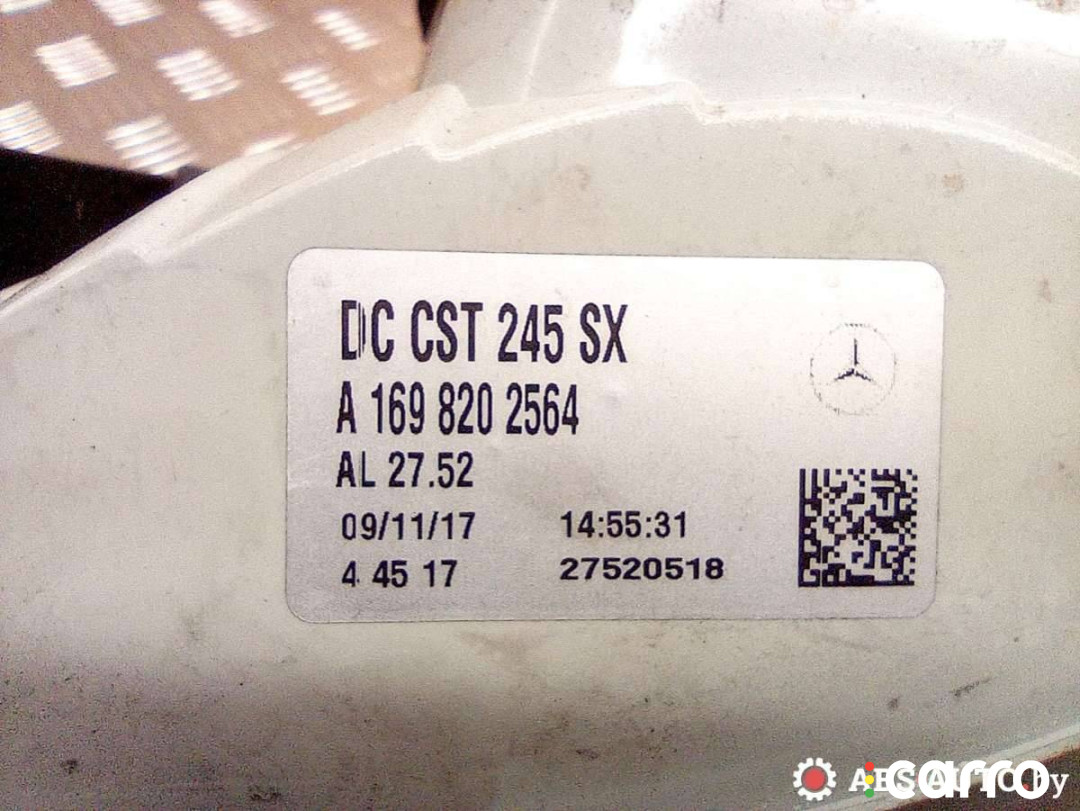 DC CST 245 SX
A 169 820 2564
AL 27.52
09/11/17 14:55:31
4 45 17 27520518
carro